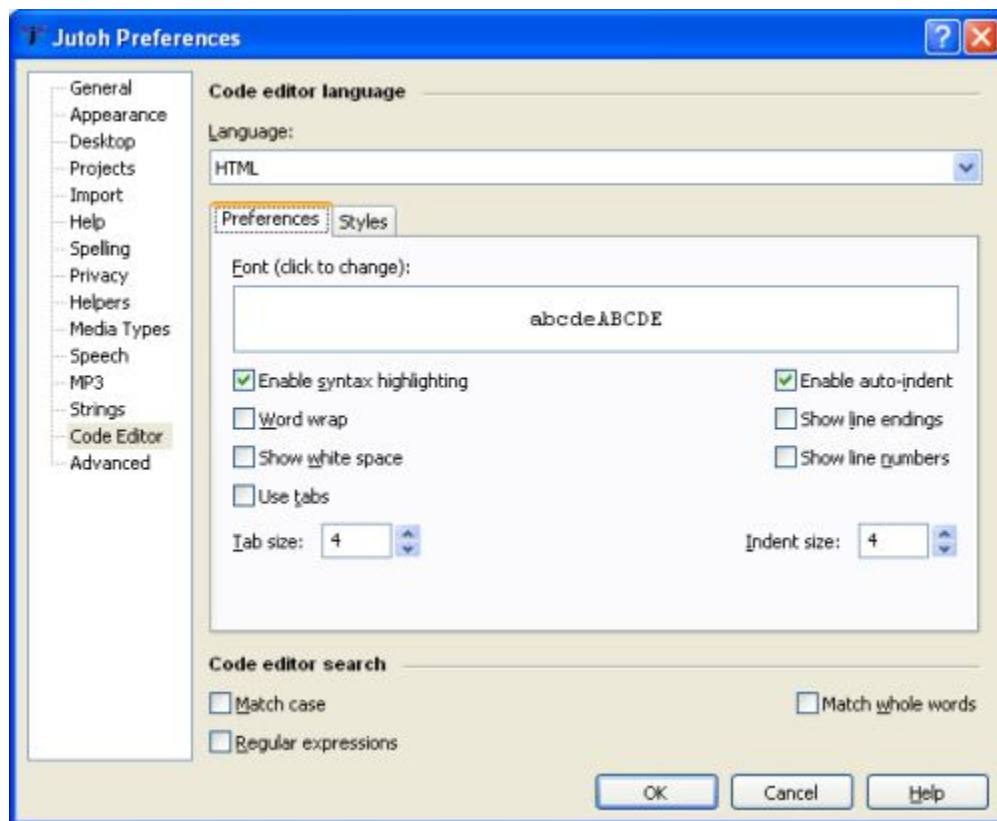 Jutoh Preferences
General
Appearance
Desktop
Projects
Import
Help
Spelling
Privacy
Helpers
Media Types
Speech
MP3
Strings
Code Editor
Advanced
Code editor language
Language:
HTML
Preferences Styles
Font (click to change):
abcdeABCDE
Enable syntax highlighting Enable auto-indent
Word wrap Show line endings
Show white space Show line numbers
Use tabs
Tab size: 4 Indent size: 4
Code editor search
Match case Match whole words
Regular expressions
OK Cancel Help